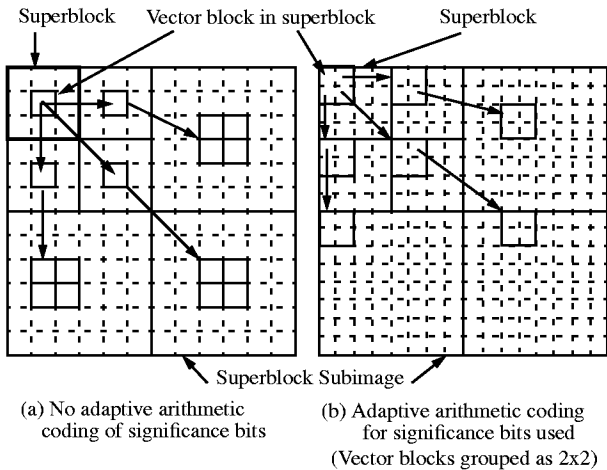 Superblock
Vector block in superblock
Superblock
Superblock Subimage
(a) No adaptive arithmetic
coding of significance bits
(b) Adaptive arithmetic coding
for significance bits used
(Vector blocks grouped as 2x2)